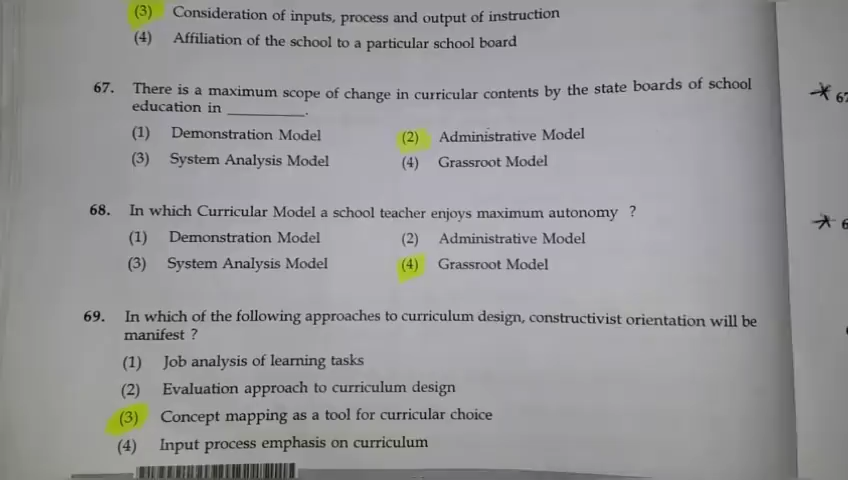 (3) Consideration of inputs, process and output of instruction
(4) Affiliation of the school to a particular school board
67. There is a maximum scope of change in curricular contents by the state boards of school
education in __________.
(1) Demonstration Model (2) Administrative Model
(3) System Analysis Model (4) Grassroot Model
68. In which Curricular Model a school teacher enjoys maximum autonomy ?
(1) Demonstration Model (2) Administrative Model
(3) System Analysis Model (4) Grassroot Model
69. In which of the following approaches to curriculum design, constructivist orientation will be
manifest ?
(1) Job analysis of learning tasks
(2) Evaluation approach to curriculum design
(3) Concept mapping as a tool for curricular choice
(4) Input process emphasis on curriculum